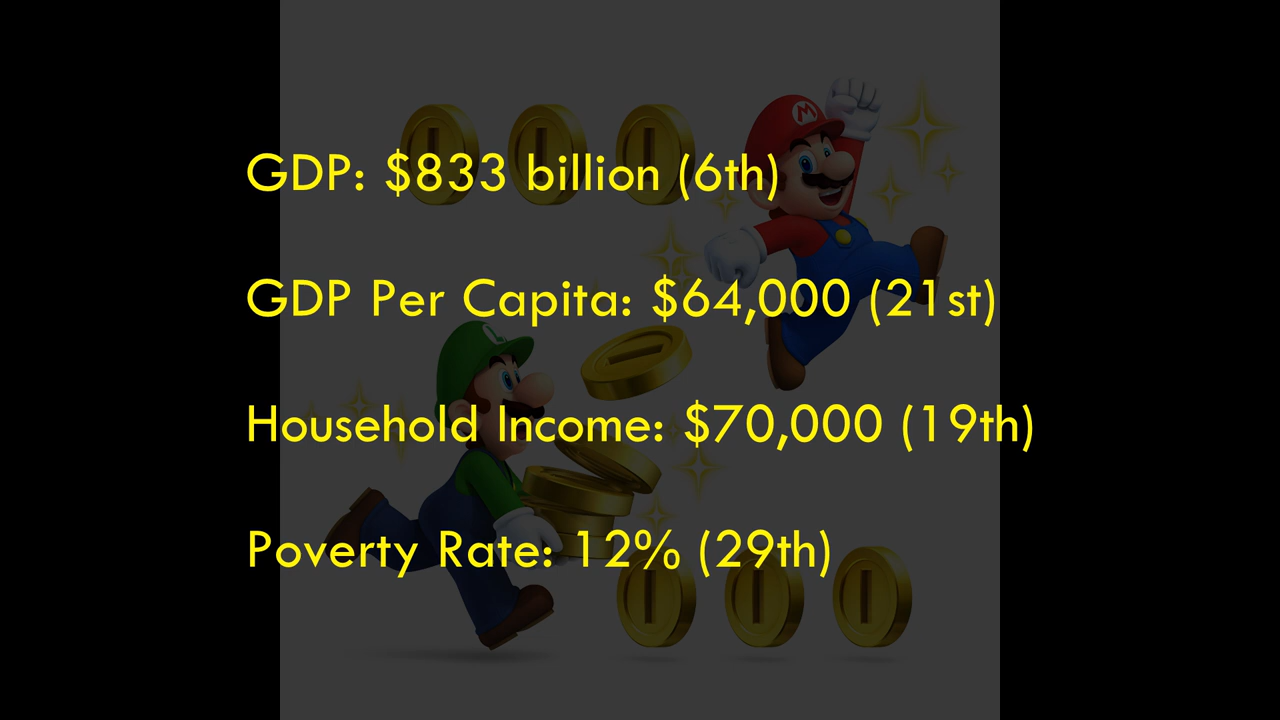 GDP: $833 billion (6th)
GDP Per Capita: $64,000 (21st)
Household Income: $70,000 (19th)
Poverty Rate: 12% (29th)